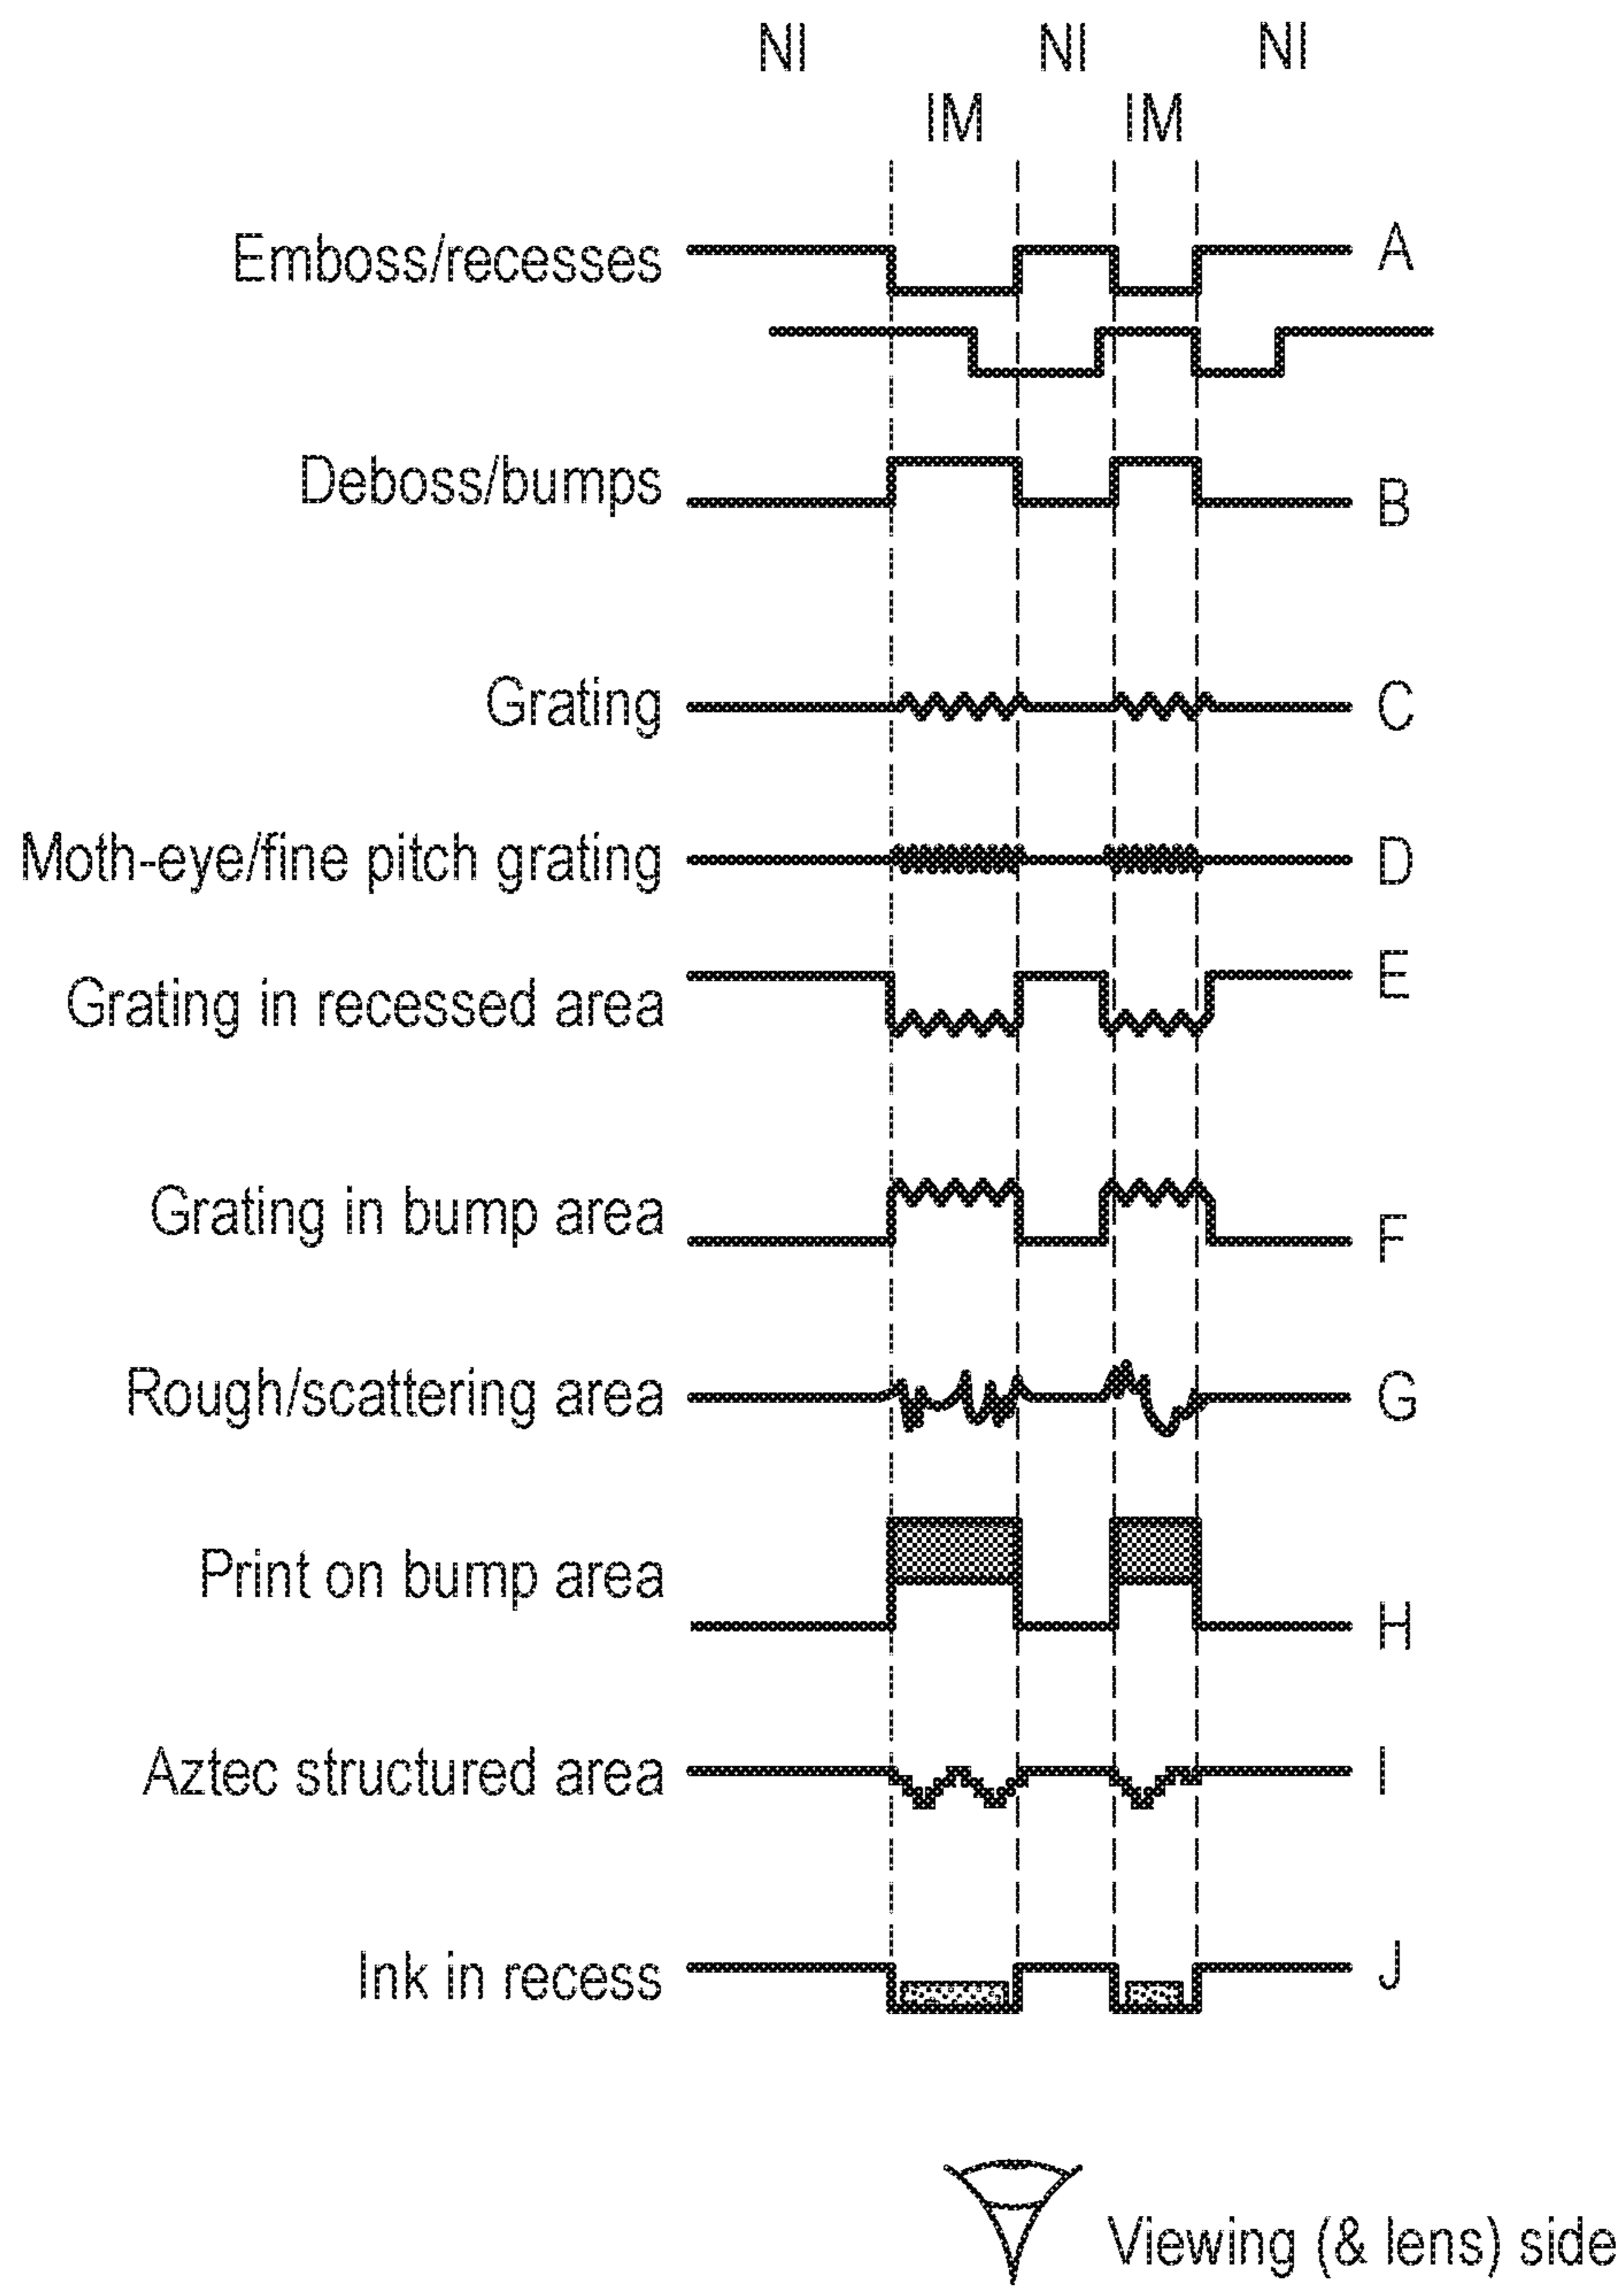 NI NI NI
IM IM
Emboss/recesses A
Deboss/bumps B
Grating C
Moth-eye/fine pitch grating D
Grating in recessed area E
Grating in bump area F
Rough/scattering area G
Print on bump area H
Aztec structured area I
Ink in recess J
Viewing (& lens) side